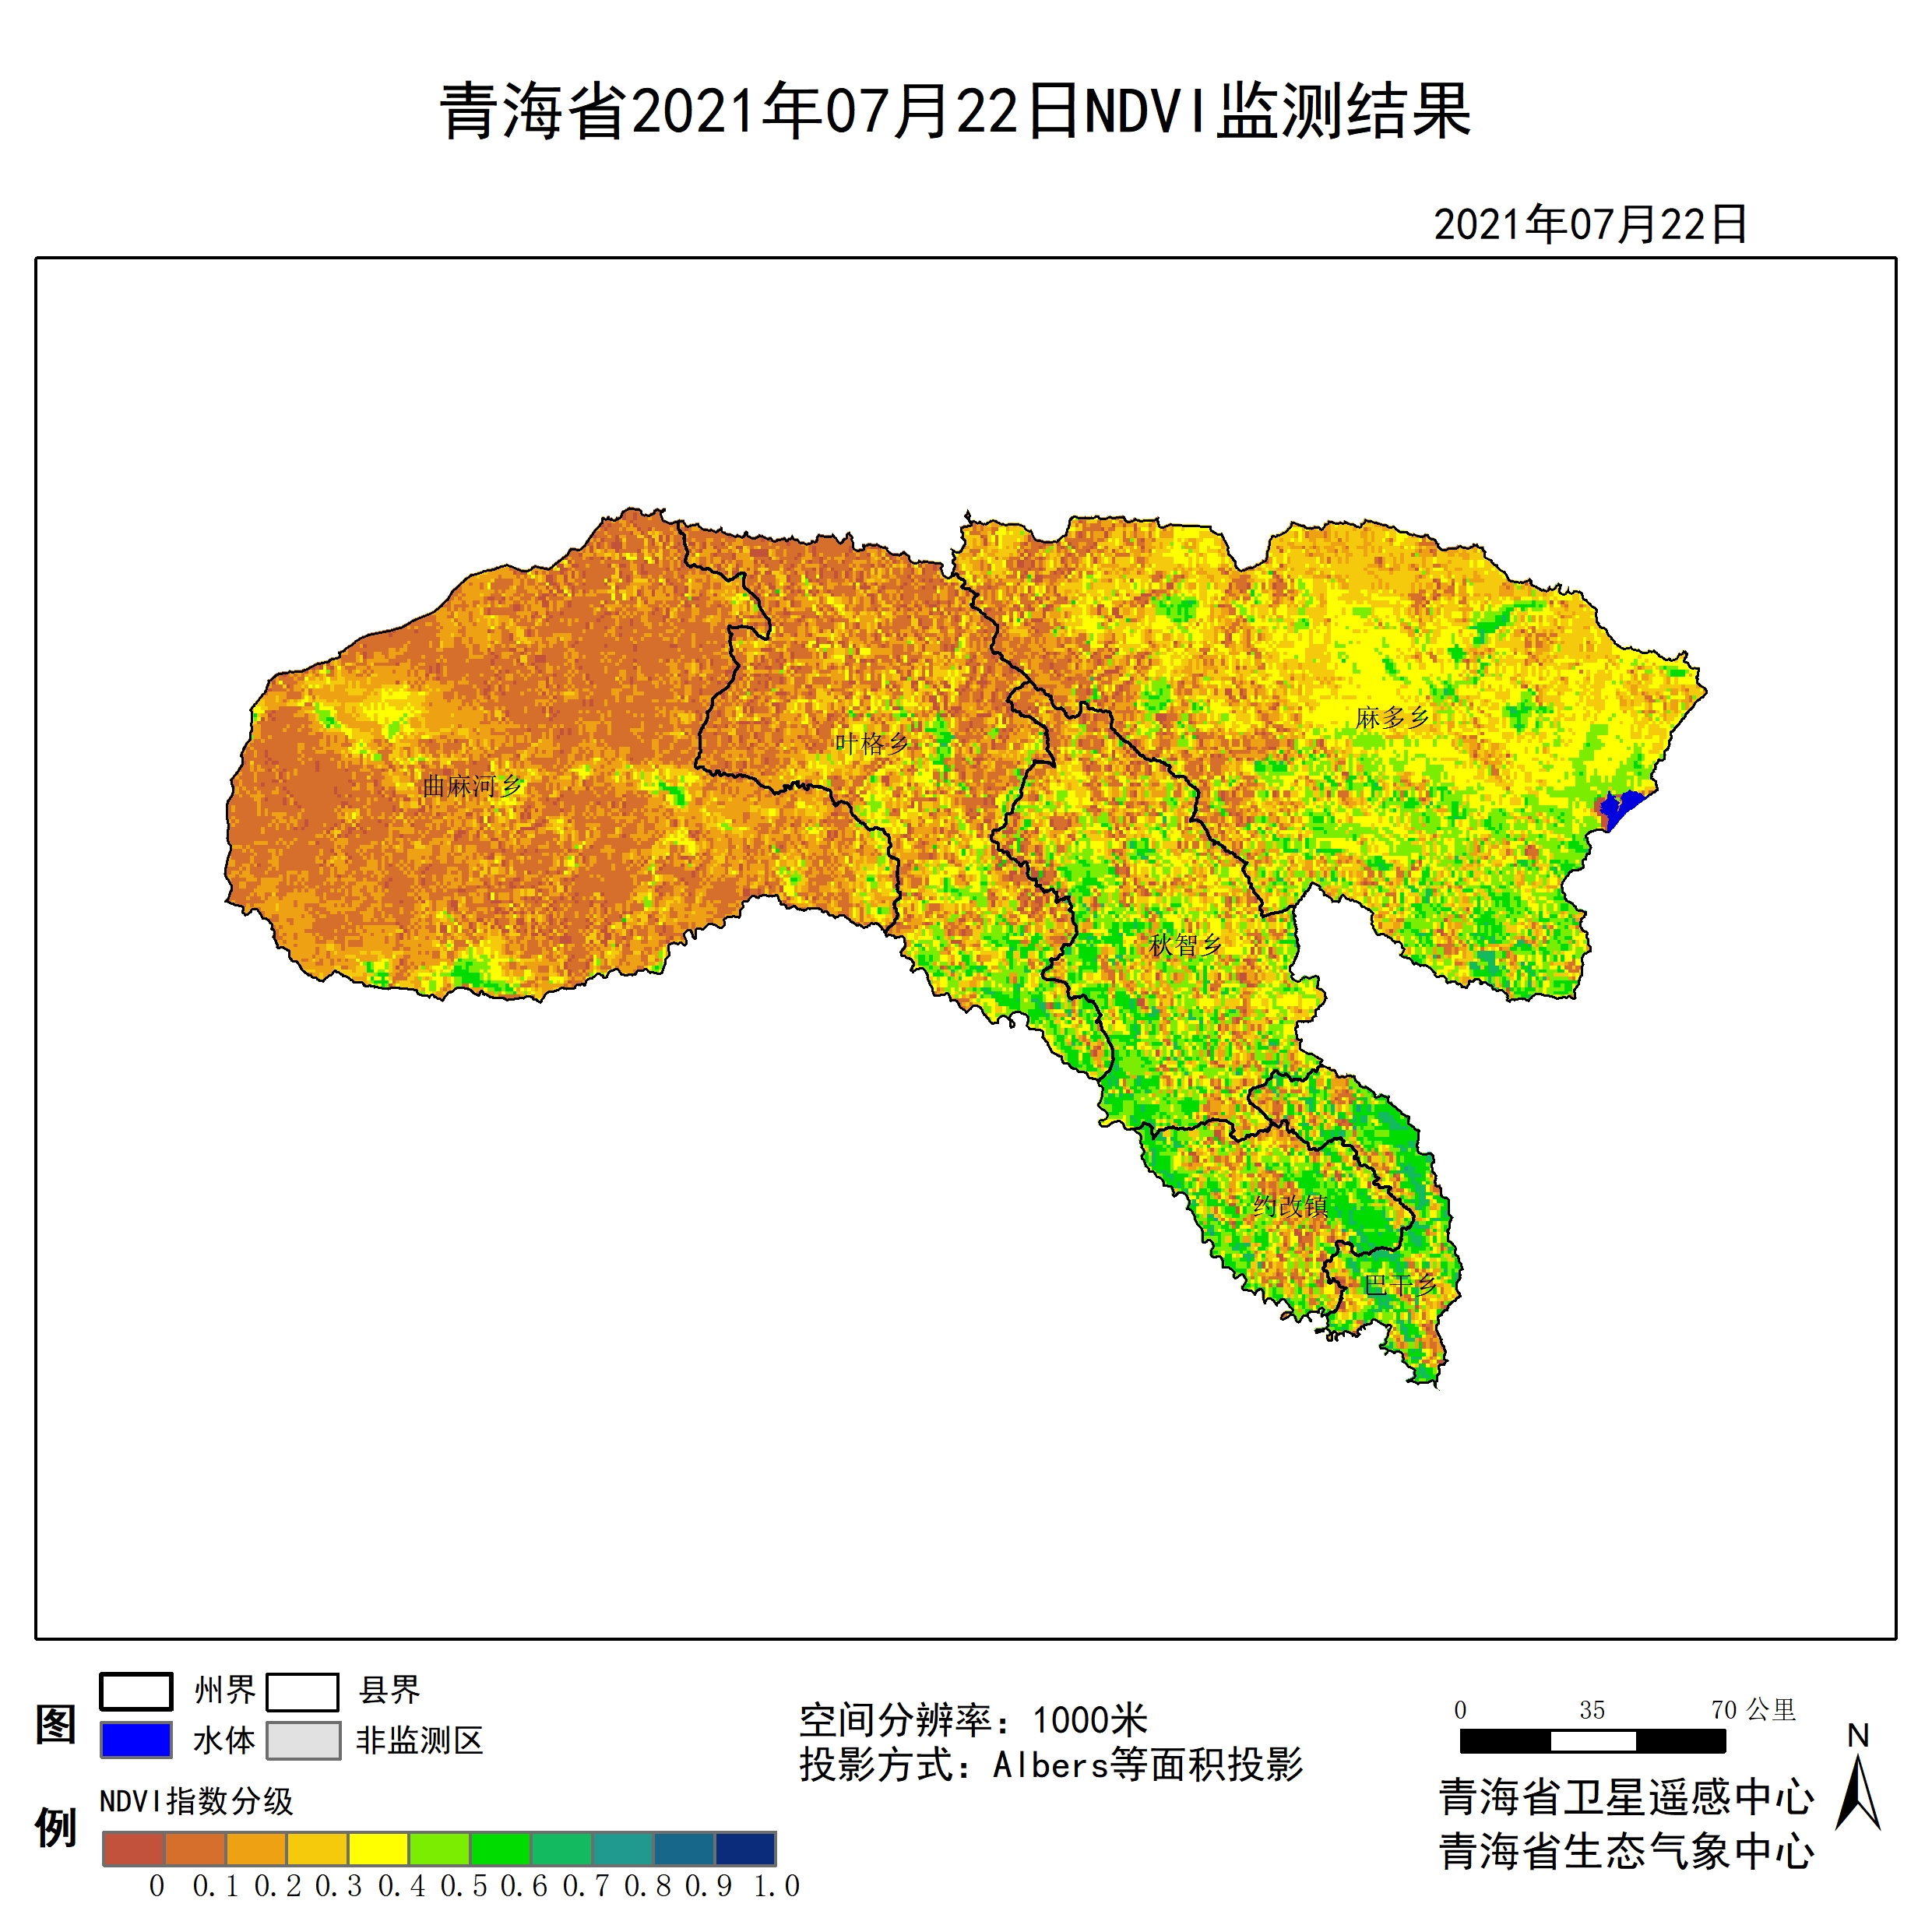 青海省2021年07月22日NDVI监测结果
2021年07月22日
麻多乡
叶格乡
曲麻河乡
秋智乡
约改镇
巴干乡
图例
州界 县界
水体 非监测区
NDVI指数分级
0 0.1 0.2 0.3 0.4 0.5 0.6 0.7 0.8 0.9 1.0
空间分辨率：1000米
投影方式：Albers等面积投影
0 35 70 公里
N
青海省卫星遥感中心
青海省生态气象中心